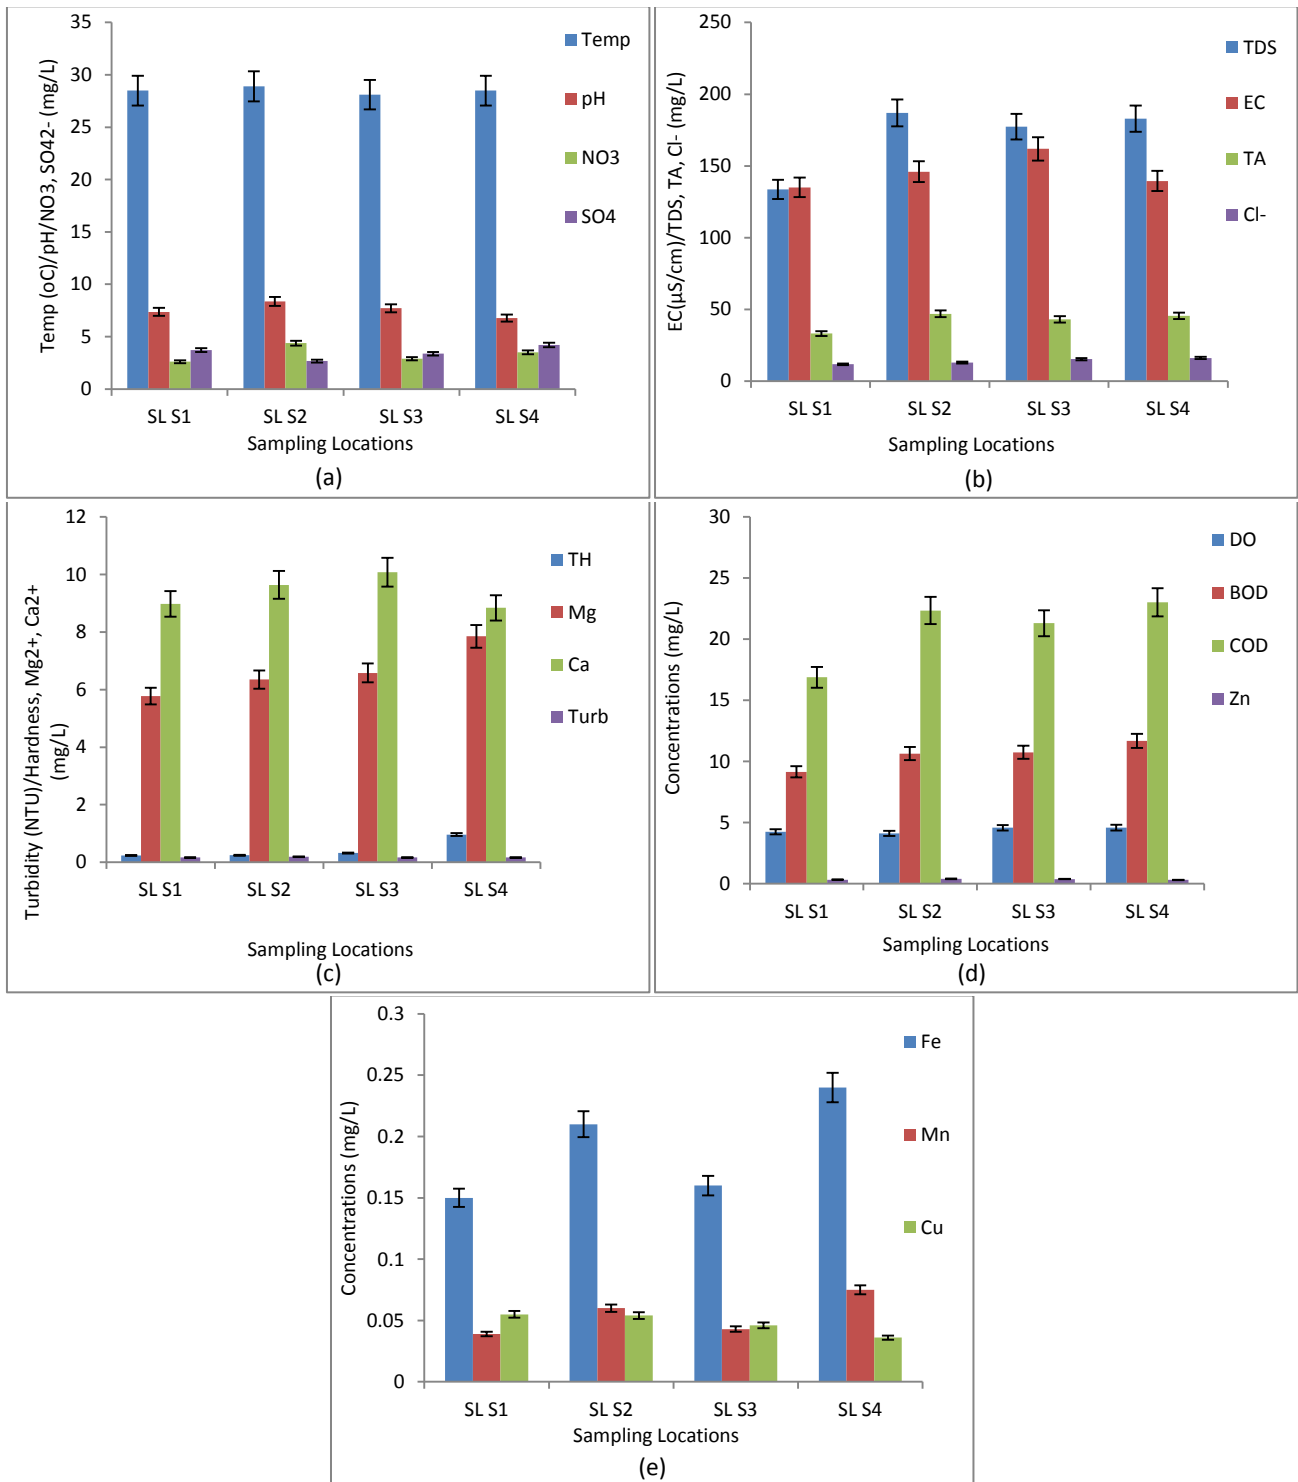 Temp (oC)/pH/NO3, SO42- (mg/L)
35
30
25
20
15
10
5
0
SL S1 SL S2 SL S3 SL S4
Sampling Locations
(a)
Temp
pH
NO3
SO4
EC(μS/cm)/TDS, TA, Cl- (mg/L)
250
200
150
100
50
0
SL S1 SL S2 SL S3 SL S4
Sampling Locations
(b)
TDS
EC
TA
Cl-
Turbidity (NTU)/Hardness, Mg2+, Ca2+
(mg/L)
12
10
8
6
4
2
0
SL S1 SL S2 SL S3 SL S4
Sampling Locations
(c)
TH
Mg
Ca
Turb
Concentrations (mg/L)
30
25
20
15
10
5
0
SL S1 SL S2 SL S3 SL S4
Sampling Locations
(d)
DO
BOD
COD
Zn
Concentrations (mg/L)
0.3
0.25
0.2
0.15
0.1
0.05
0
SL S1 SL S2 SL S3 SL S4
Sampling Locations
(e)
Fe
Mn
Cu